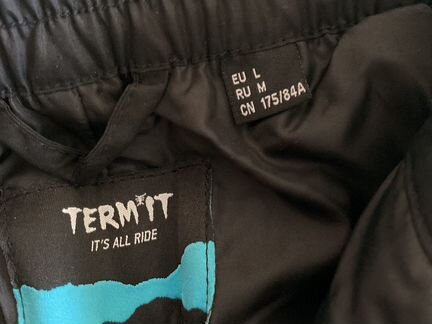 EU L
RU M
CN 175/84A
TERMIT
IT'S ALL RIDE